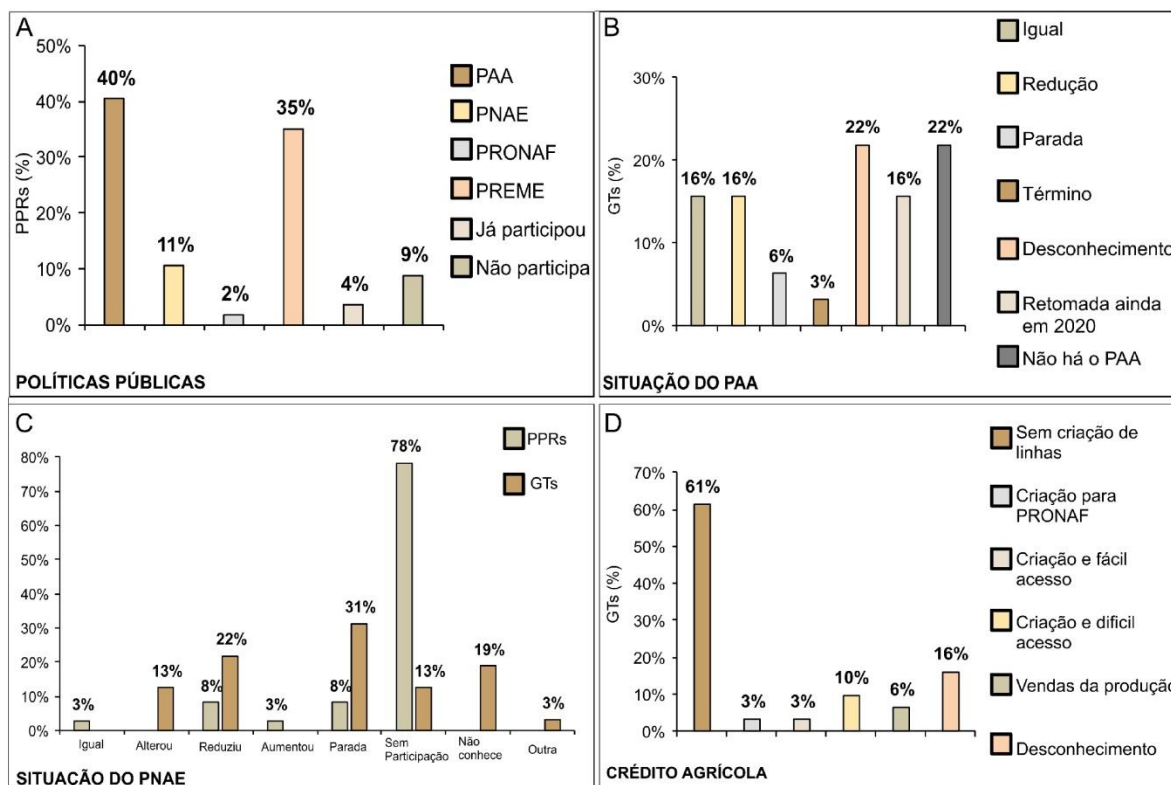 A
PPRs (%)
50%
40%
30%
20%
10%
0%
40%
11%
2%
35%
4%
9%
PAA
PNAE
PRONAF
PREME
Já participou
Não participa
POLÍTICAS PÚBLICAS
B
GTs (%)
30%
20%
10%
0%
16%
16%
6%
3%
22%
16%
22%
Igual
Redução
Parada
Término
Desconhecimento
Retomada ainda
em 2020
Não há o PAA
SITUAÇÃO DO PAA
C
80%
70%
60%
50%
40%
30%
20%
10%
0%
3%
13%
8%
22%
3%
8%
31%
78%
13%
19%
3%
Igual
Alterou
Reduziu
Aumentou
Parada
Sem
Participação
Não
conhece
Outra
PPRs
GTs
SITUAÇÃO DO PNAE
D
GTs (%)
70%
60%
50%
40%
30%
20%
10%
0%
61%
3%
3%
10%
6%
16%
Sem criação de
linhas
Criação para
PRONAF
Criação e fácil
acesso
Criação e dificil
acesso
Vendas da produção
Desconhecimento
CRÉDITO AGRÍCOLA